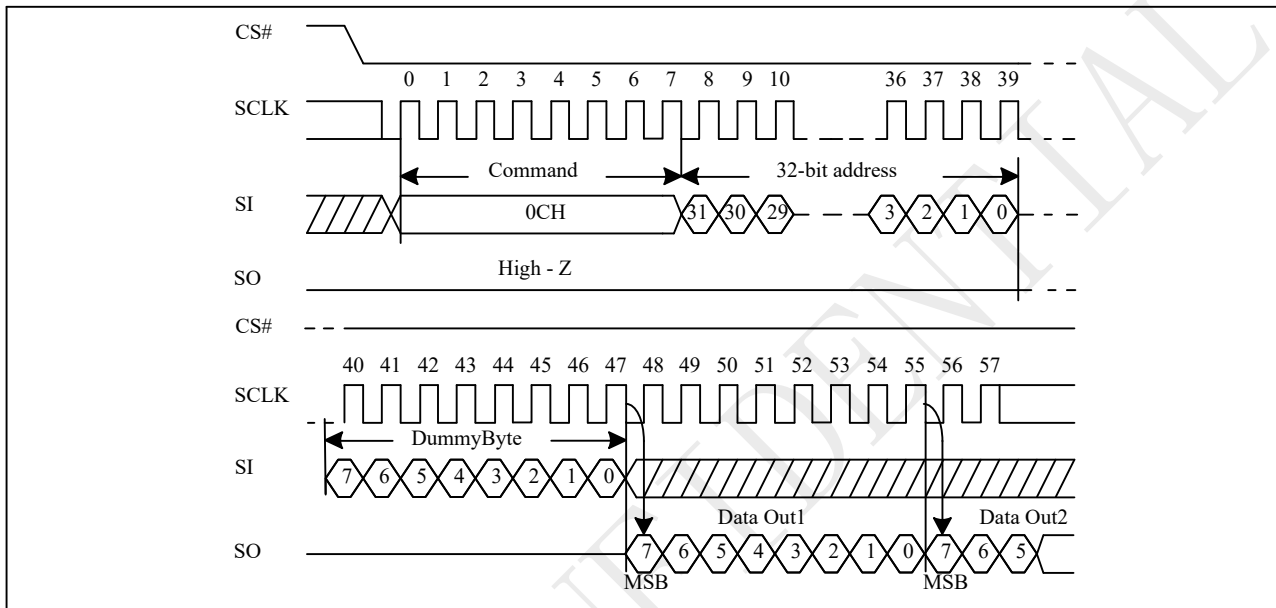 CS#
0 1 2 3 4 5 6 7 8 9 10 36 37 38 39
SCLK
Command 32-bit address
SI 0CH 31 30 29 3 2 1 0
High - Z
SO
CS#
40 41 42 43 44 45 46 47 48 49 50 51 52 53 54 55 56 57
SCLK
DummyByte
SI 7 6 5 4 3 2 1 0
Data Out1 Data Out2
SO 7 6 5 4 3 2 1 0 7 6 5
MSB MSB